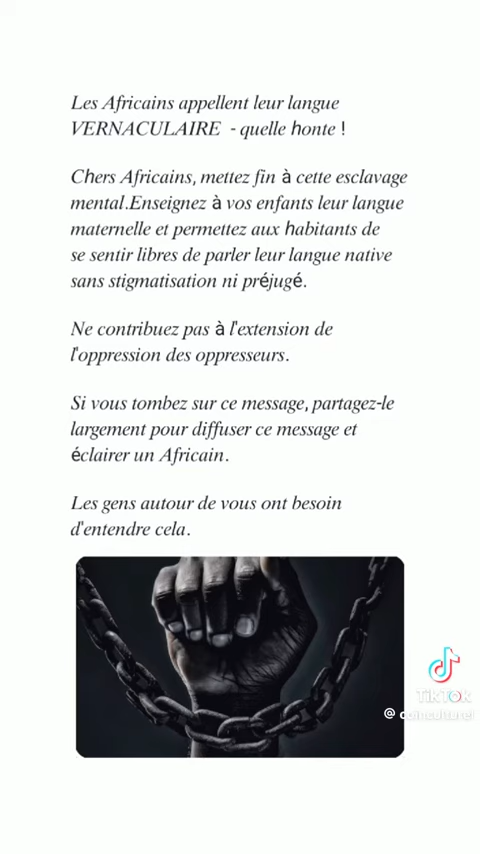 Les Africains appellent leur langue
VERNACULAIRE - quelle honte !
Chers Africains, mettez fin à cette esclavage
mental.Enseignez à vos enfants leur langue
maternelle et permettez aux habitants de
se sentir libres de parler leur langue native
sans stigmatisation ni préjugé.
Ne contribuez pas à l'extension de
l'oppression des oppresseurs.
Si vous tombez sur ce message, partagez-le
largement pour diffuser ce message et
éclairer un Africain.
Les gens autour de vous ont besoin
d'entendre cela.
TikTok